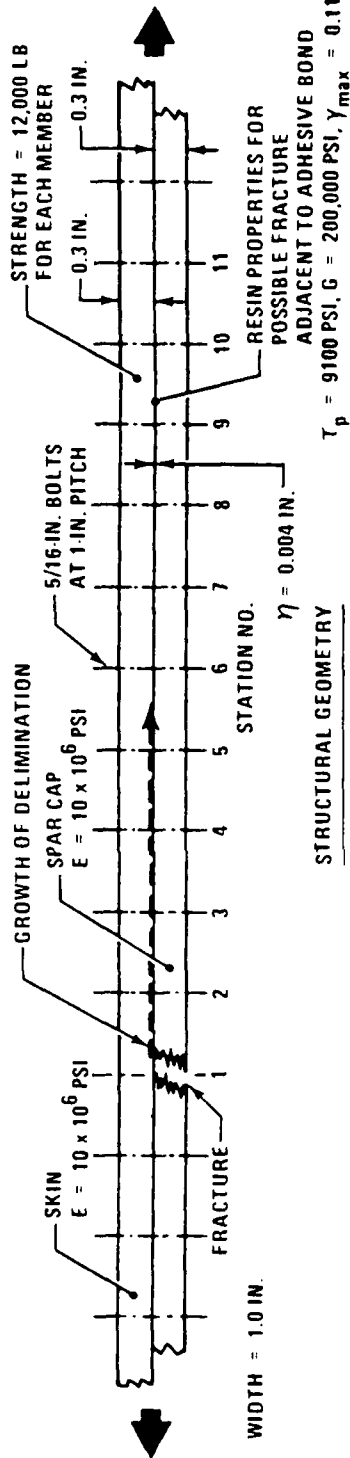 GROWTH OF DELIMINATION
SKIN
E = 10 x 10⁶ PSI
SPAR CAP
E = 10 x 10⁶ PSI
5/16-IN. BOLTS
AT 1-IN. PITCH
STRENGTH = 12,000 LB
FOR EACH MEMBER
0.3 IN.
0.3 IN.
1 2 3 4 5 6 7 8 9 10 11
FRACTURE
STATION NO.
WIDTH = 1.0 IN.
η = 0.004 IN.
RESIN PROPERTIES FOR
POSSIBLE FRACTURE
ADJACENT TO ADHESIVE BOND
τp = 9100 PSI, G = 200,000 PSI, γmax = 0.11
STRUCTURAL GEOMETRY